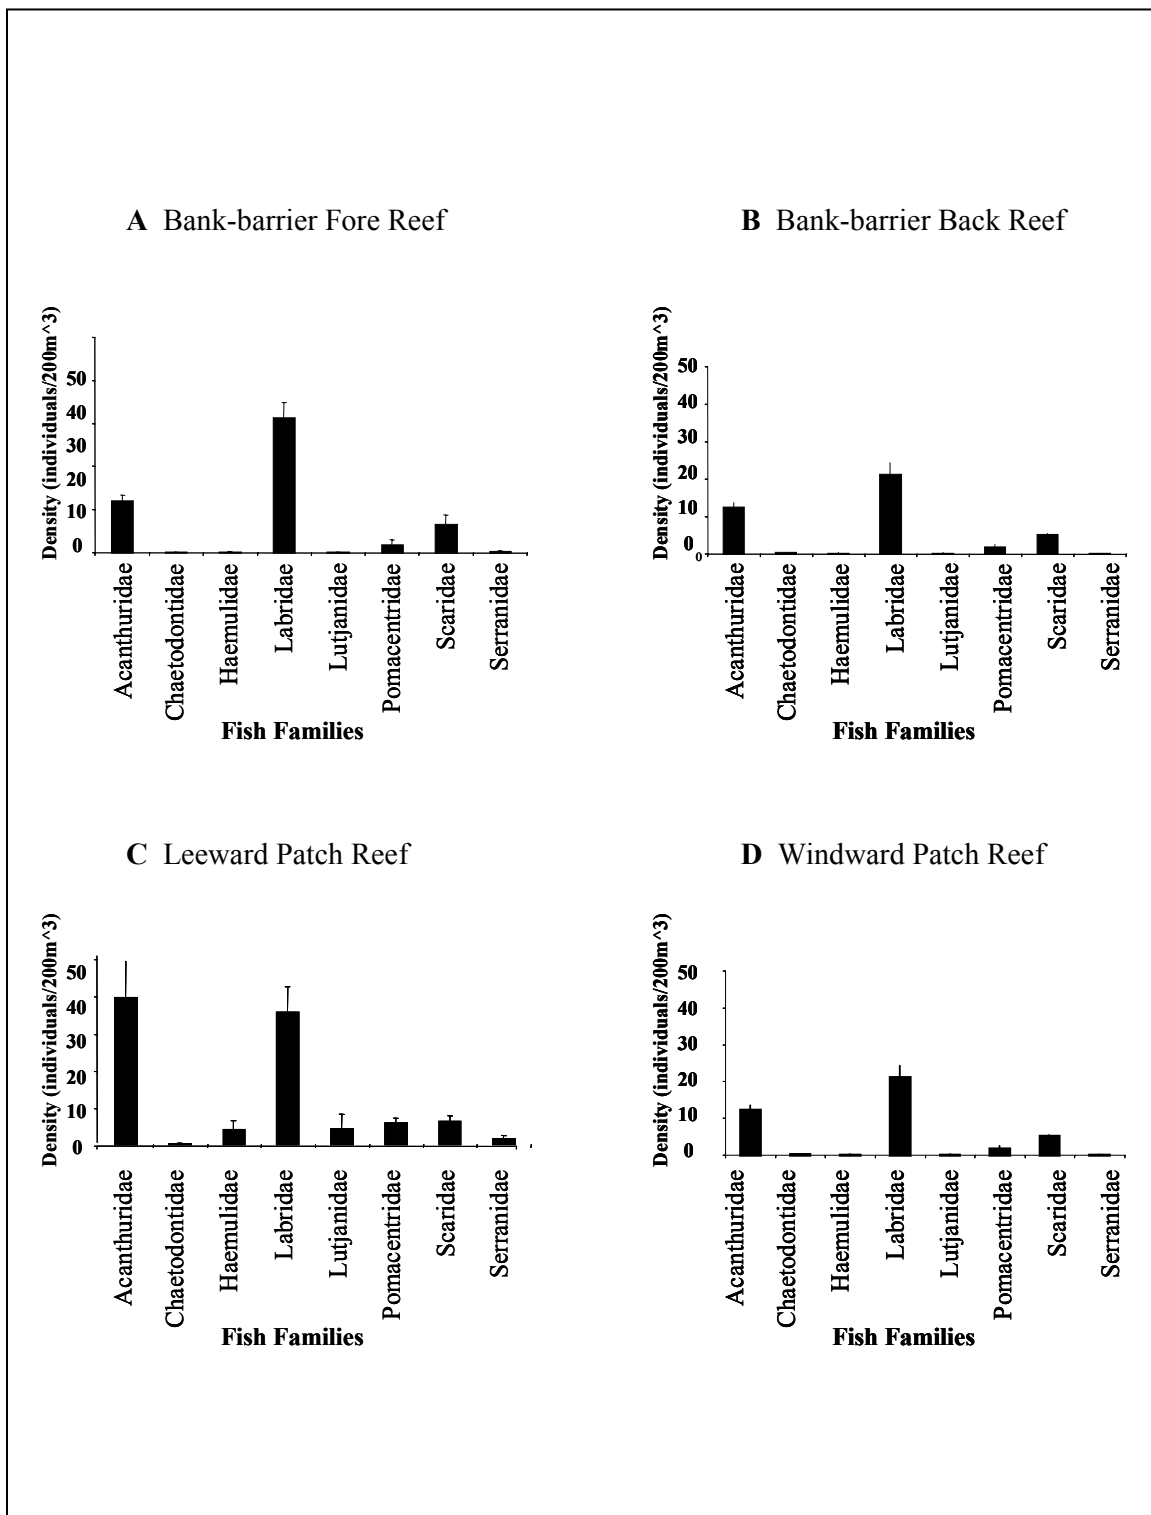 A Bank-barrier Fore Reef
Density (individuals/200m^3)
50
40
30
20
10
0
Acanthuridae
Chaetodontidae
Haemulidae
Labridae
Lutjanidae
Pomacentridae
Scaridae
Serranidae
Fish Families
B Bank-barrier Back Reef
Density (individuals/200m^3)
50
40
30
20
10
0
0
Acanthuridae
Chaetodontidae
Haemulidae
Labridae
Lutjanidae
Pomacentridae
Scaridae
Serranidae
Fish Families
C Leeward Patch Reef
Density (individuals/200m^3)
50
40
30
20
10
0
Acanthuridae
Chaetodontidae
Haemulidae
Labridae
Lutjanidae
Pomacentridae
Scaridae
Serranidae
Fish Families
D Windward Patch Reef
Density (individuals/200m^3)
50
40
30
20
10
0
Acanthuridae
Chaetodontidae
Haemulidae
Labridae
Lutjanidae
Pomacentridae
Scaridae
Serranidae
Fish Families